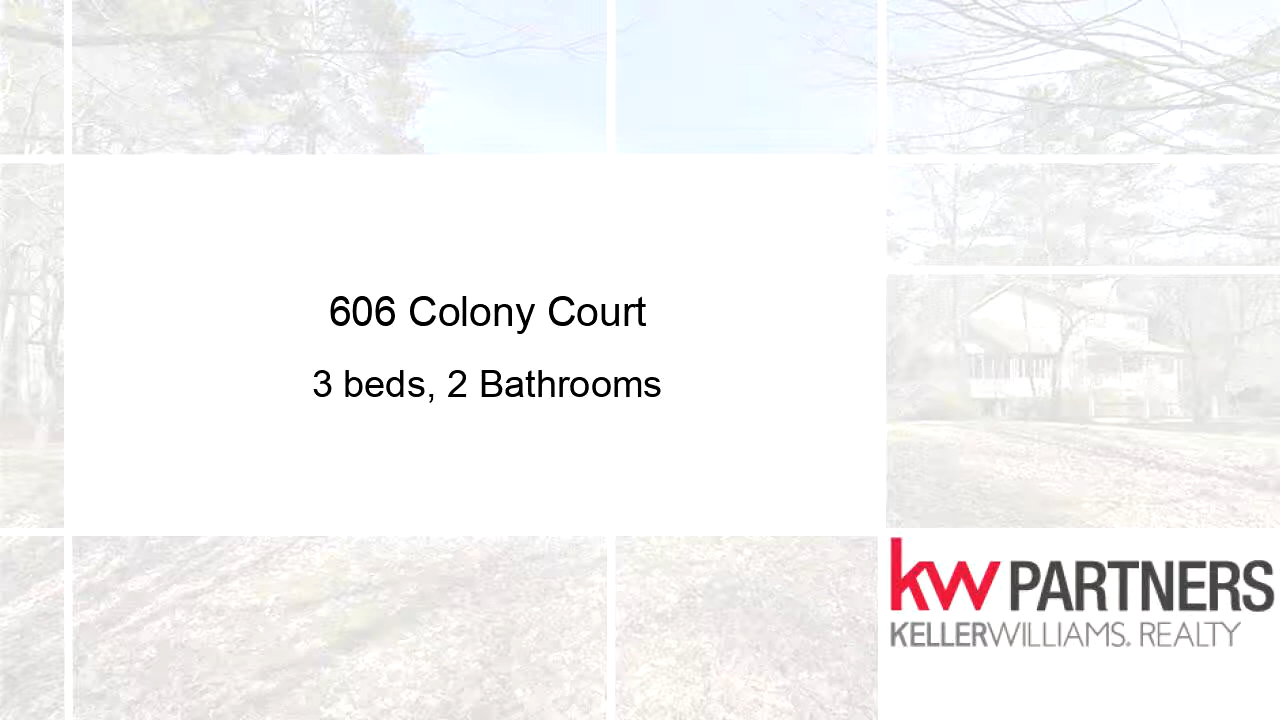 606 Colony Court
3 beds, 2 Bathrooms
kw PARTNERS
KELLERWILLIAMS. REALTY